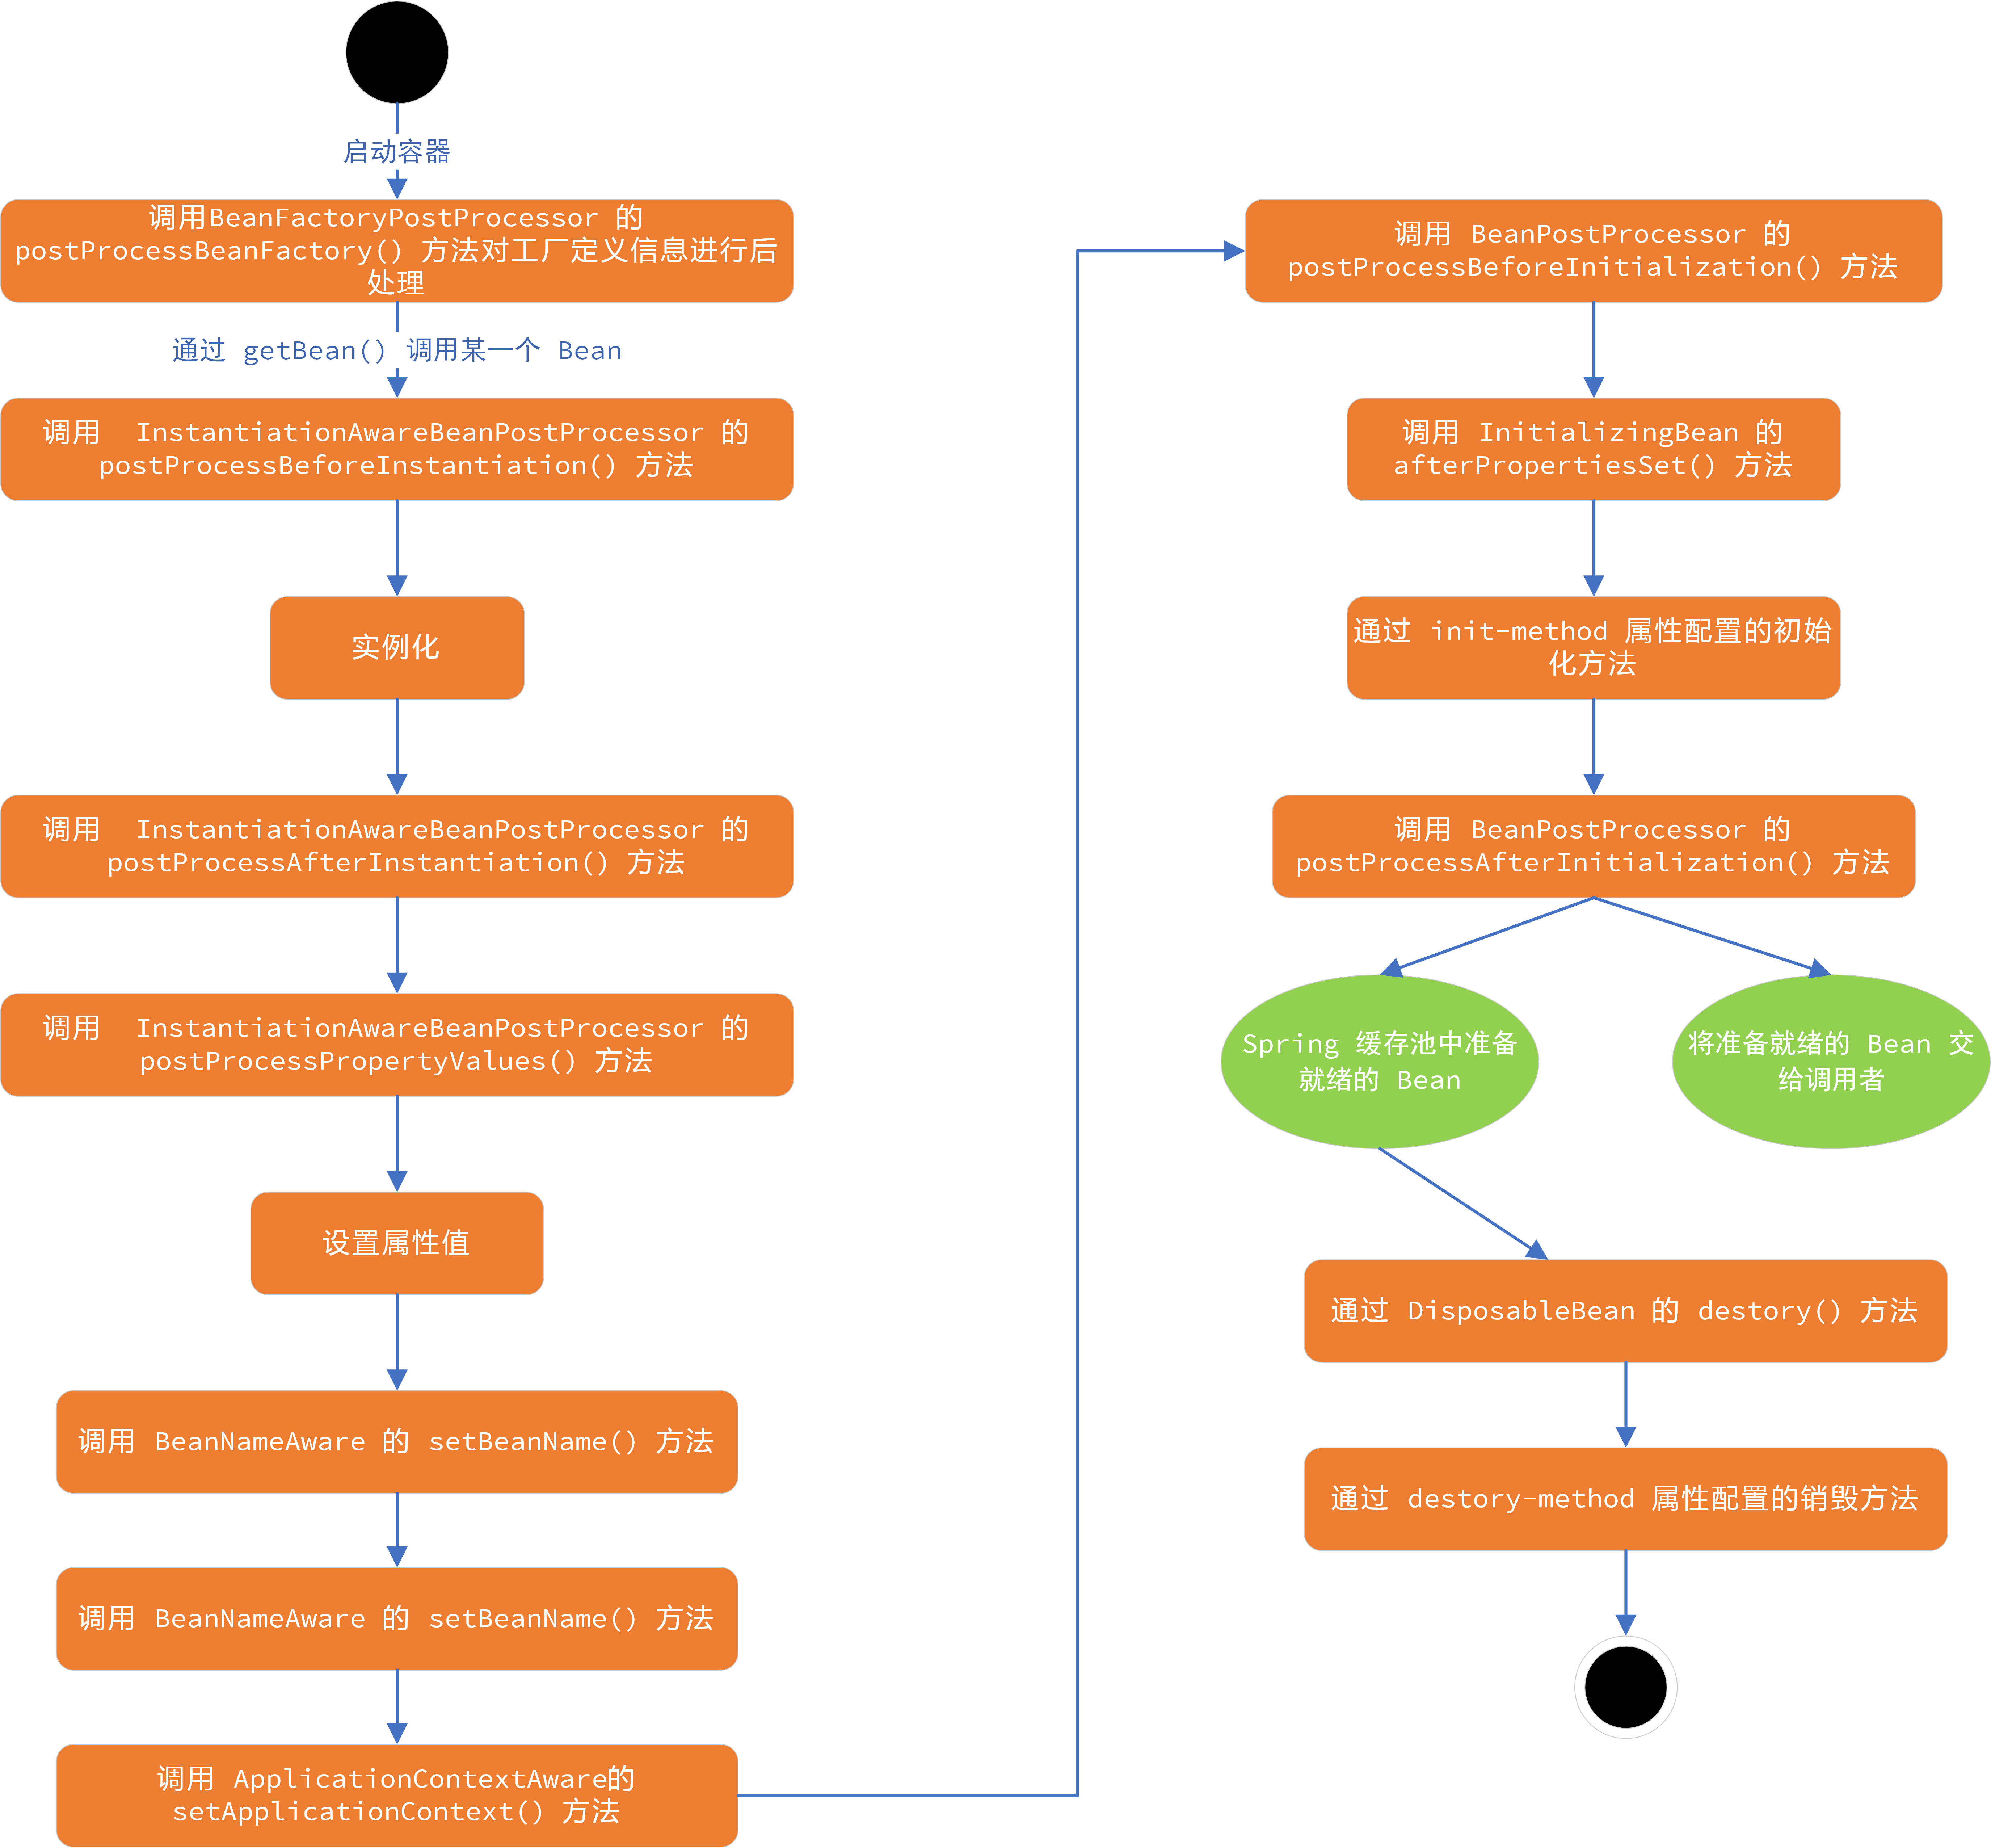 启动容器
调用BeanFactoryPostProcessor 的
postProcessBeanFactory() 方法对工厂定义信息进行后
处理
通过 getBean() 调用某一个 Bean
调用 InstantiationAwareBeanPostProcessor 的
postProcessBeforeInstantiation() 方法
实例化
调用 InstantiationAwareBeanPostProcessor 的
postProcessAfterInstantiation() 方法
调用 InstantiationAwareBeanPostProcessor 的
postProcessPropertyValues() 方法
设置属性值
调用 BeanNameAware 的 setBeanName() 方法
调用 BeanNameAware 的 setBeanName() 方法
调用 ApplicationContextAware的
setApplicationContext() 方法
调用 BeanPostProcessor 的
postProcessBeforeInitialization() 方法
调用 InitializingBean 的
afterPropertiesSet() 方法
通过 init-method 属性配置的初始
化方法
调用 BeanPostProcessor 的
postProcessAfterInitialization() 方法
Spring 缓存池中准备
就绪的 Bean
将准备就绪的 Bean 交
给调用者
通过 DisposableBean 的 destory() 方法
通过 destory-method 属性配置的销毁方法